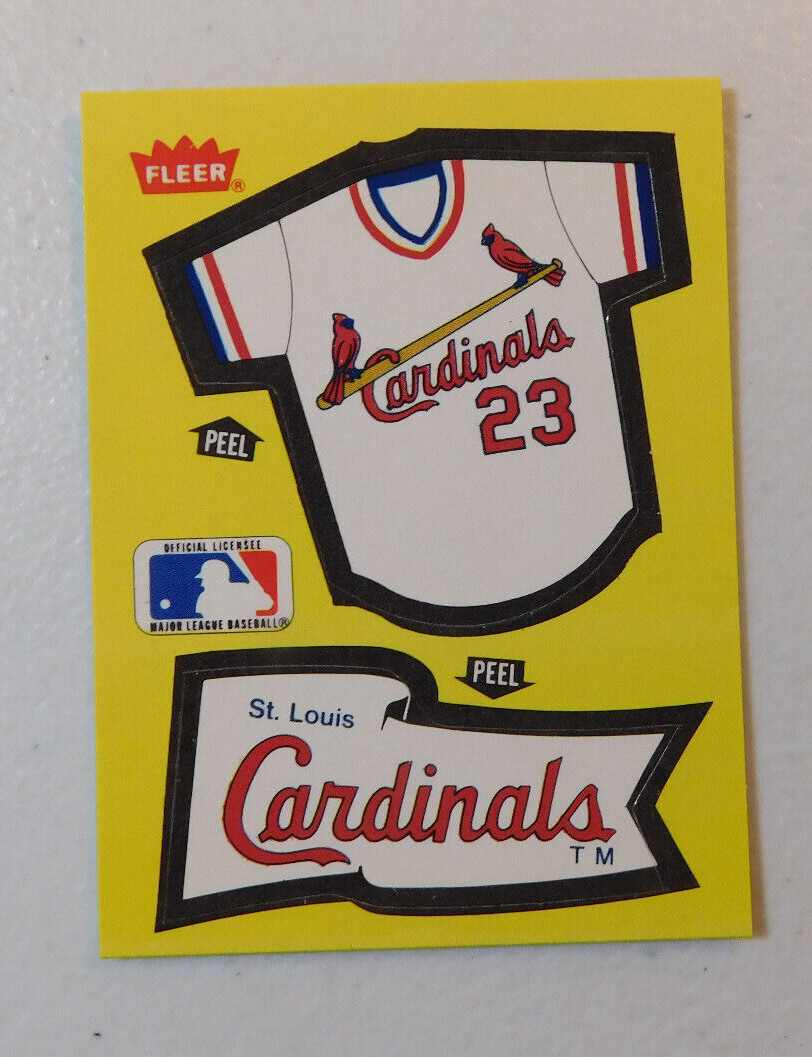 FLEER®
Cardinals
23
PEEL
OFFICIAL LICENSEE
MAJOR LEAGUE BASEBALL®
PEEL
St. Louis
Cardinals
TM